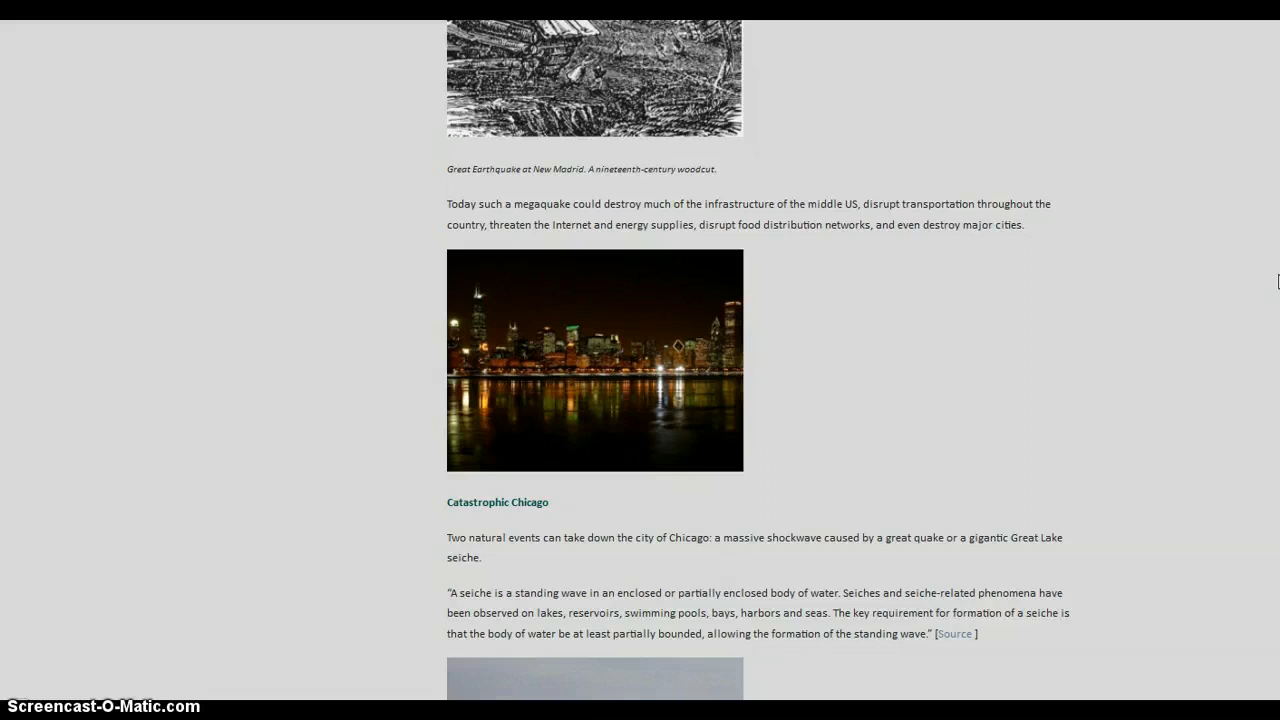 Great Earthquake at New Madrid. A nineteenth-century woodcut.
Today such a megaquake could destroy much of the infrastructure of the middle US, disrupt transportation throughout the
country, threaten the Internet and energy supplies, disrupt food distribution networks, and even destroy major cities.
Catastrophic Chicago
Two natural events can take down the city of Chicago: a massive shockwave caused by a great quake or a gigantic Great Lake
seiche.
“A seiche is a standing wave in an enclosed or partially enclosed body of water. Seiches and seiche-related phenomena have
been observed on lakes, reservoirs, swimming pools, bays, harbors and seas. The key requirement for formation of a seiche is
that the body of water be at least partially bounded, allowing the formation of the standing wave.” [Source ]
Screencast-O-Matic.com